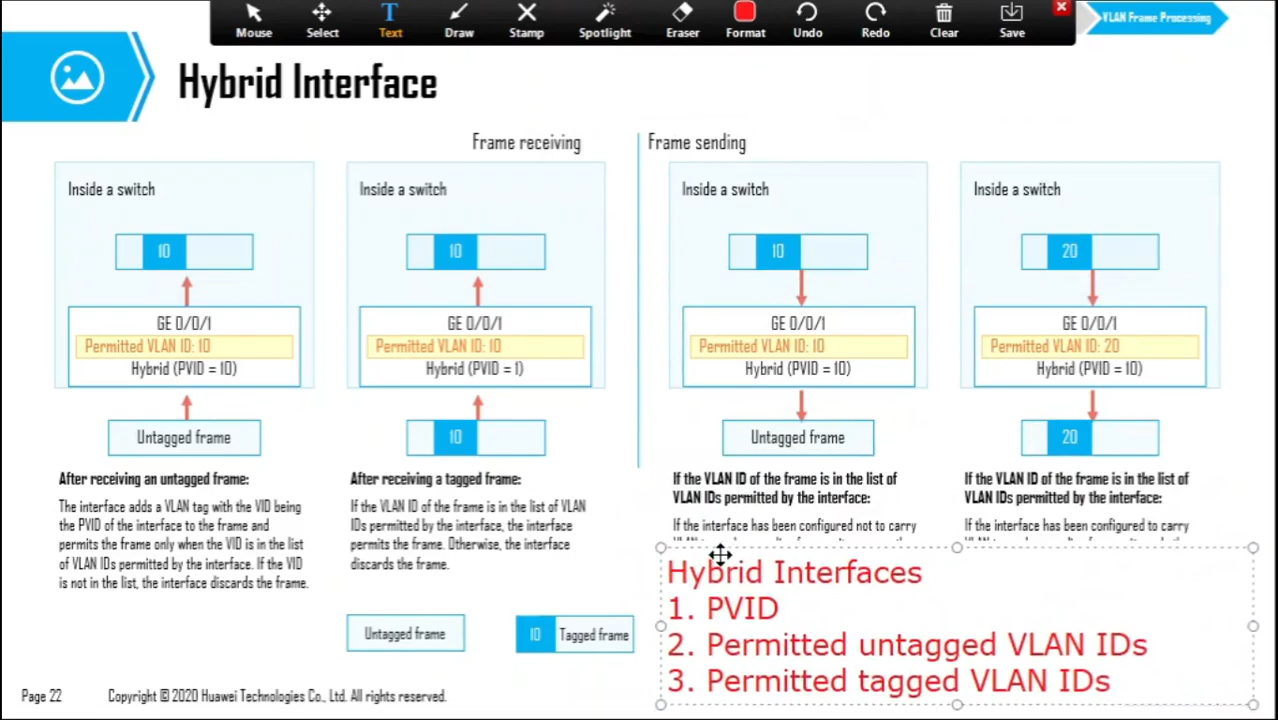 Mouse
Select
Text
Draw
Stamp
Spotlight
Eraser
Format
Undo
Redo
Clear
Save
VLAN Frame Processing
Hybrid Interface
Frame receiving
Frame sending
Inside a switch
10
GE 0/0/1
Permitted VLAN ID: 10
Hybrid (PVID = 10)
Untagged frame
After receiving an untagged frame:
The interface adds a VLAN tag with the VID being
the PVID of the interface to the frame and
permits the frame only when the VID is in the list
of VLAN IDs permitted by the interface. If the VID
is not in the list, the interface discards the frame.
Inside a switch
10
GE 0/0/1
Permitted VLAN ID: 10
Hybrid (PVID = 1)
10
After receiving a tagged frame:
If the VLAN ID of the frame is in the list of VLAN
IDs permitted by the interface, the interface
permits the frame. Otherwise, the interface
discards the frame.
Inside a switch
10
GE 0/0/1
Permitted VLAN ID: 10
Hybrid (PVID = 10)
Untagged frame
If the VLAN ID of the frame is in the list of
VLAN IDs permitted by the interface:
If the interface has been configured not to carry
Inside a switch
20
GE 0/0/1
Permitted VLAN ID: 20
Hybrid (PVID = 10)
20
If the VLAN ID of the frame is in the list of
VLAN IDs permitted by the interface:
If the interface has been configured to carry
Hybrid Interfaces
1. PVID
2. Permitted untagged VLAN IDs
3. Permitted tagged VLAN IDs
Untagged frame
10 Tagged frame
Page 22
Copyright © 2020 Huawei Technologies Co., Ltd. All rights reserved.